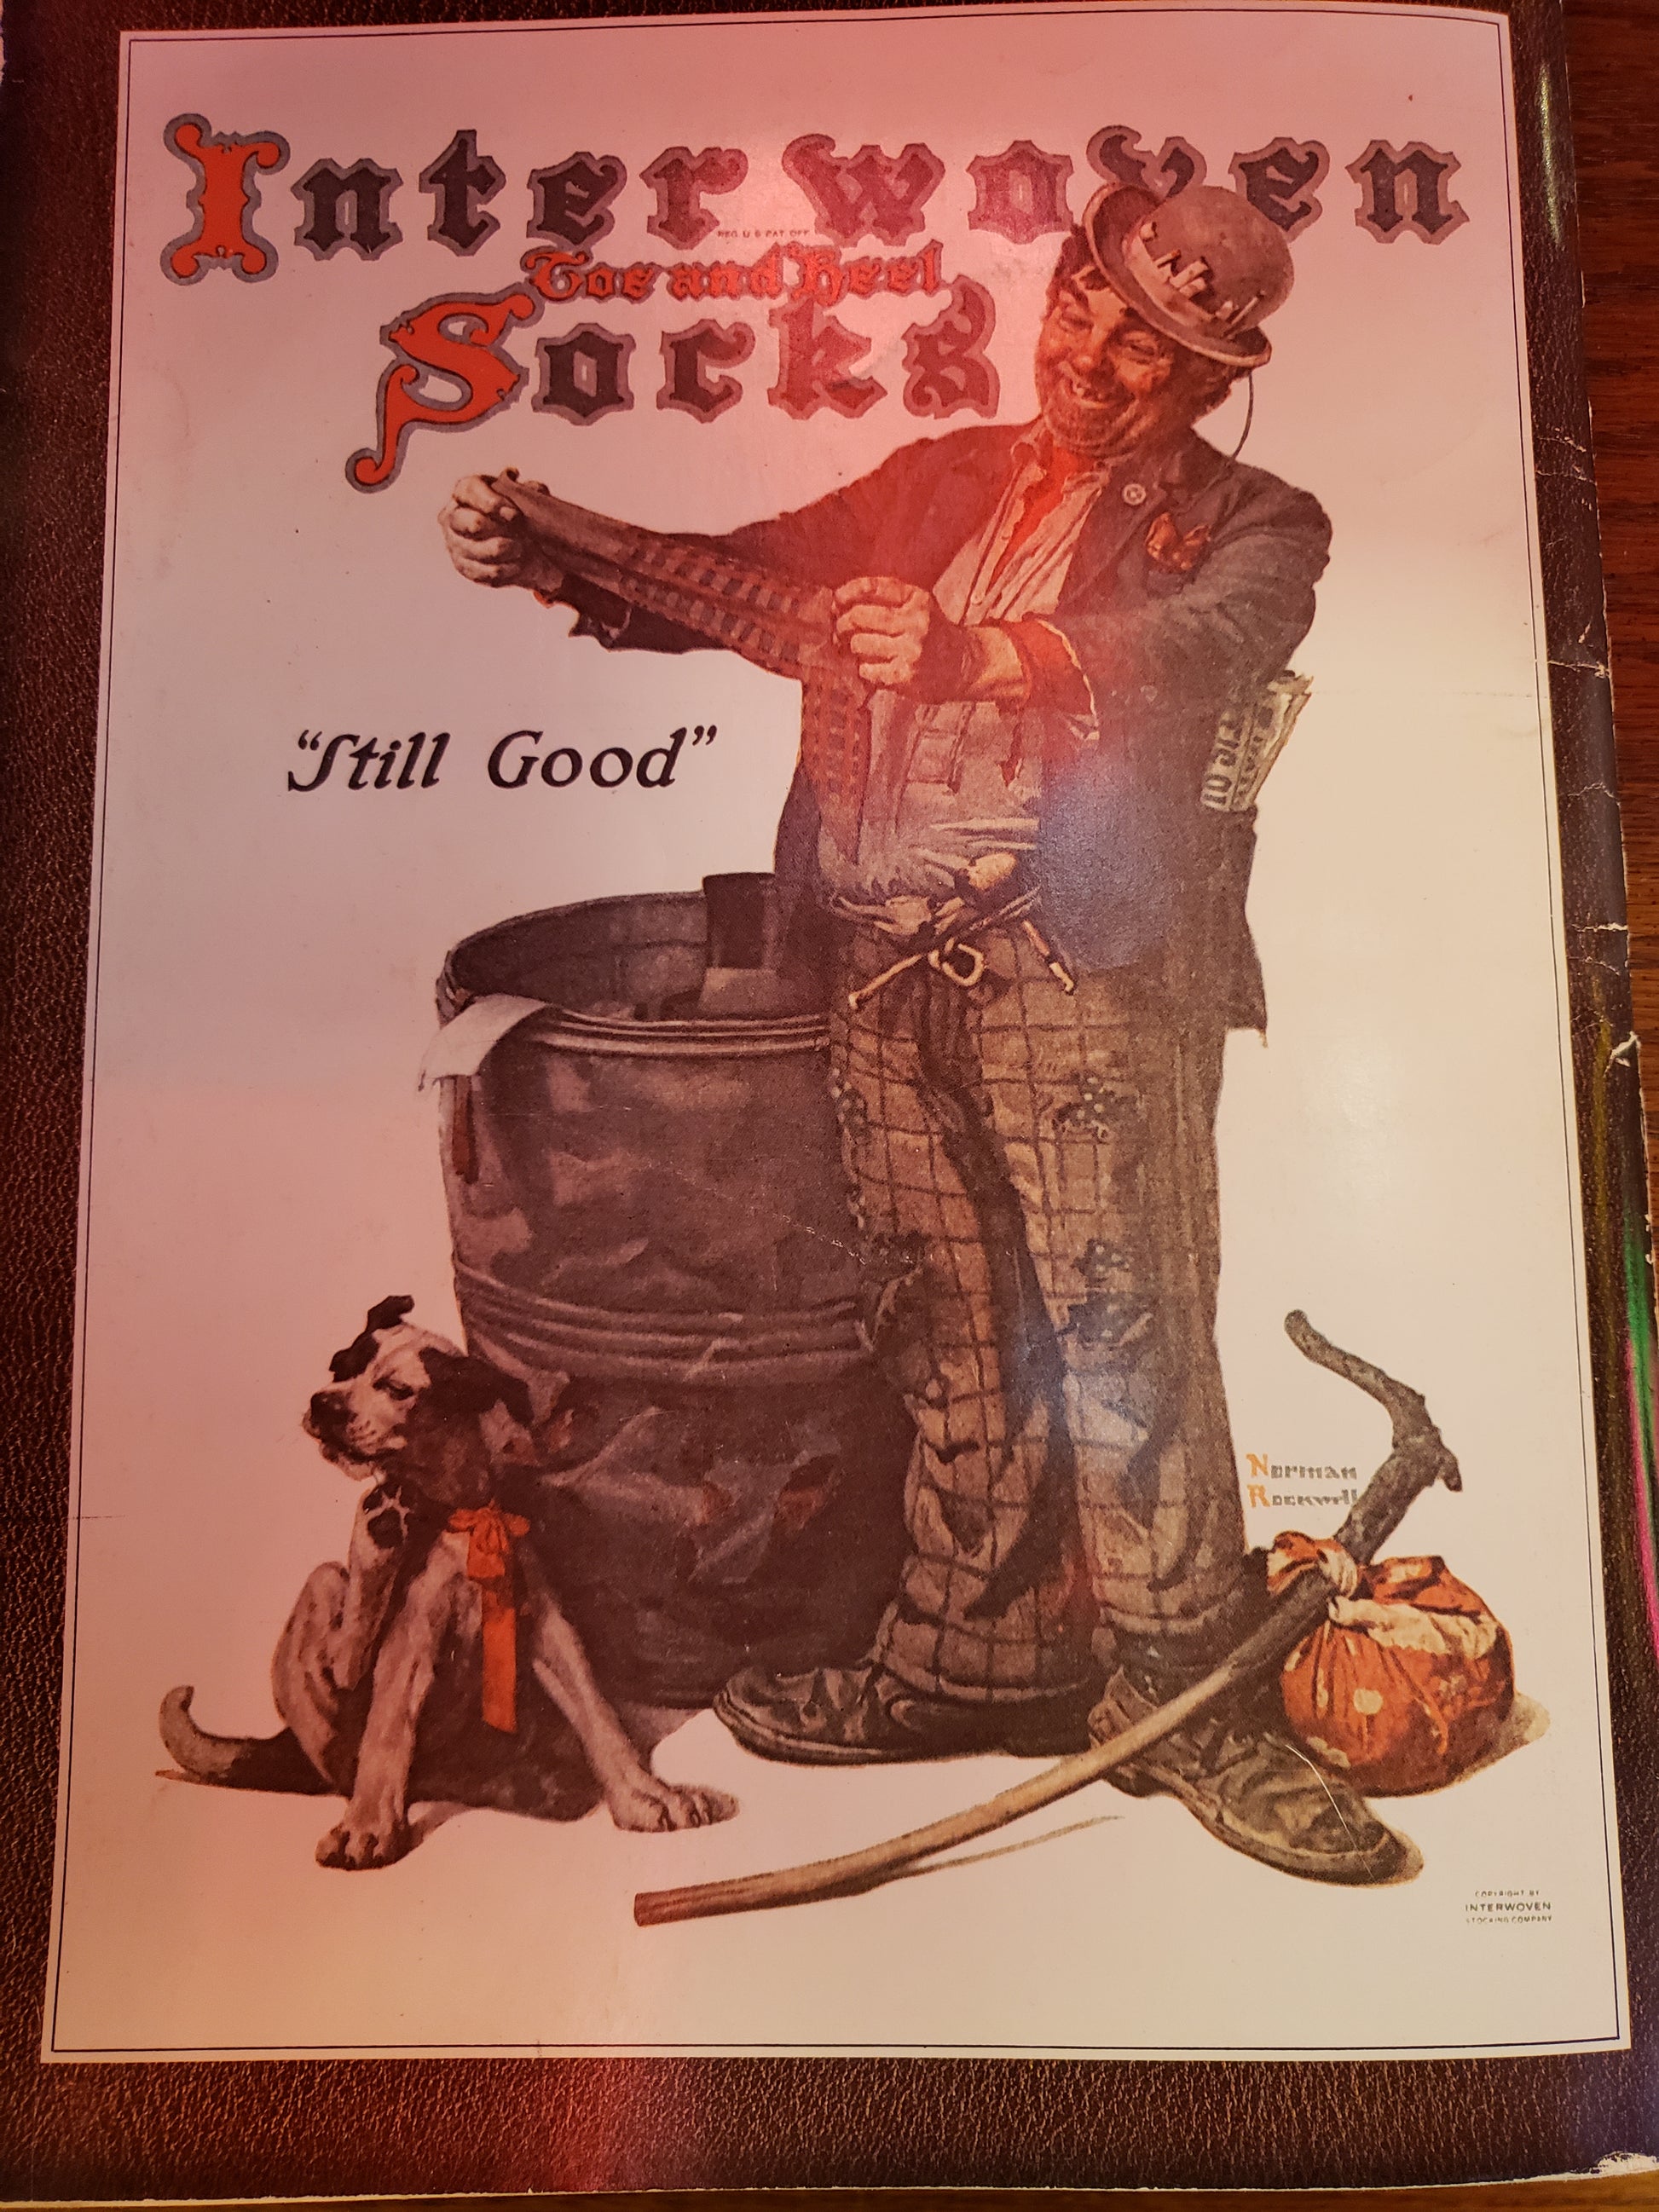 Interwoven
REG. U S PAT. OFF.
Toe and Heel
Socks
"Still Good"
Norman
Rockwell
COPYRIGHT BY
INTERWOVEN
STOCKING COMPANY